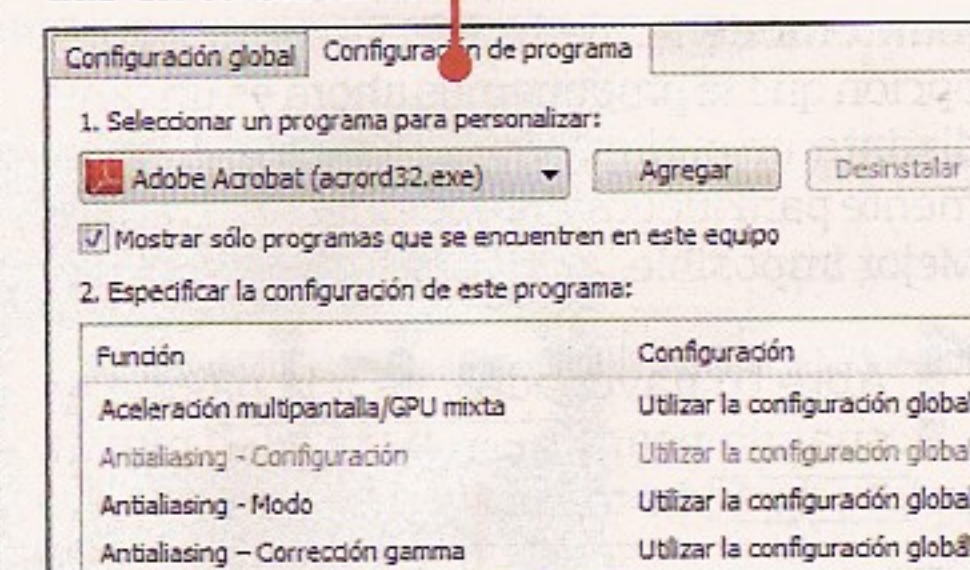 Configuración global
Configuración de programa
1. Seleccionar un programa para personalizar:
Adobe Acrobat (acrord32.exe)
Agregar
Desinstalar
Mostrar sólo programas que se encuentren en este equipo
2. Especificar la configuración de este programa:
Función
Configuración
Aceleración multipantalla/GPU mixta
Utilizar la configuración global
Antialiasing - Configuración
Utilizar la configuración global
Antialiasing - Modo
Utilizar la configuración global
Antialiasing – Corrección gamma
Utilizar la configuración global